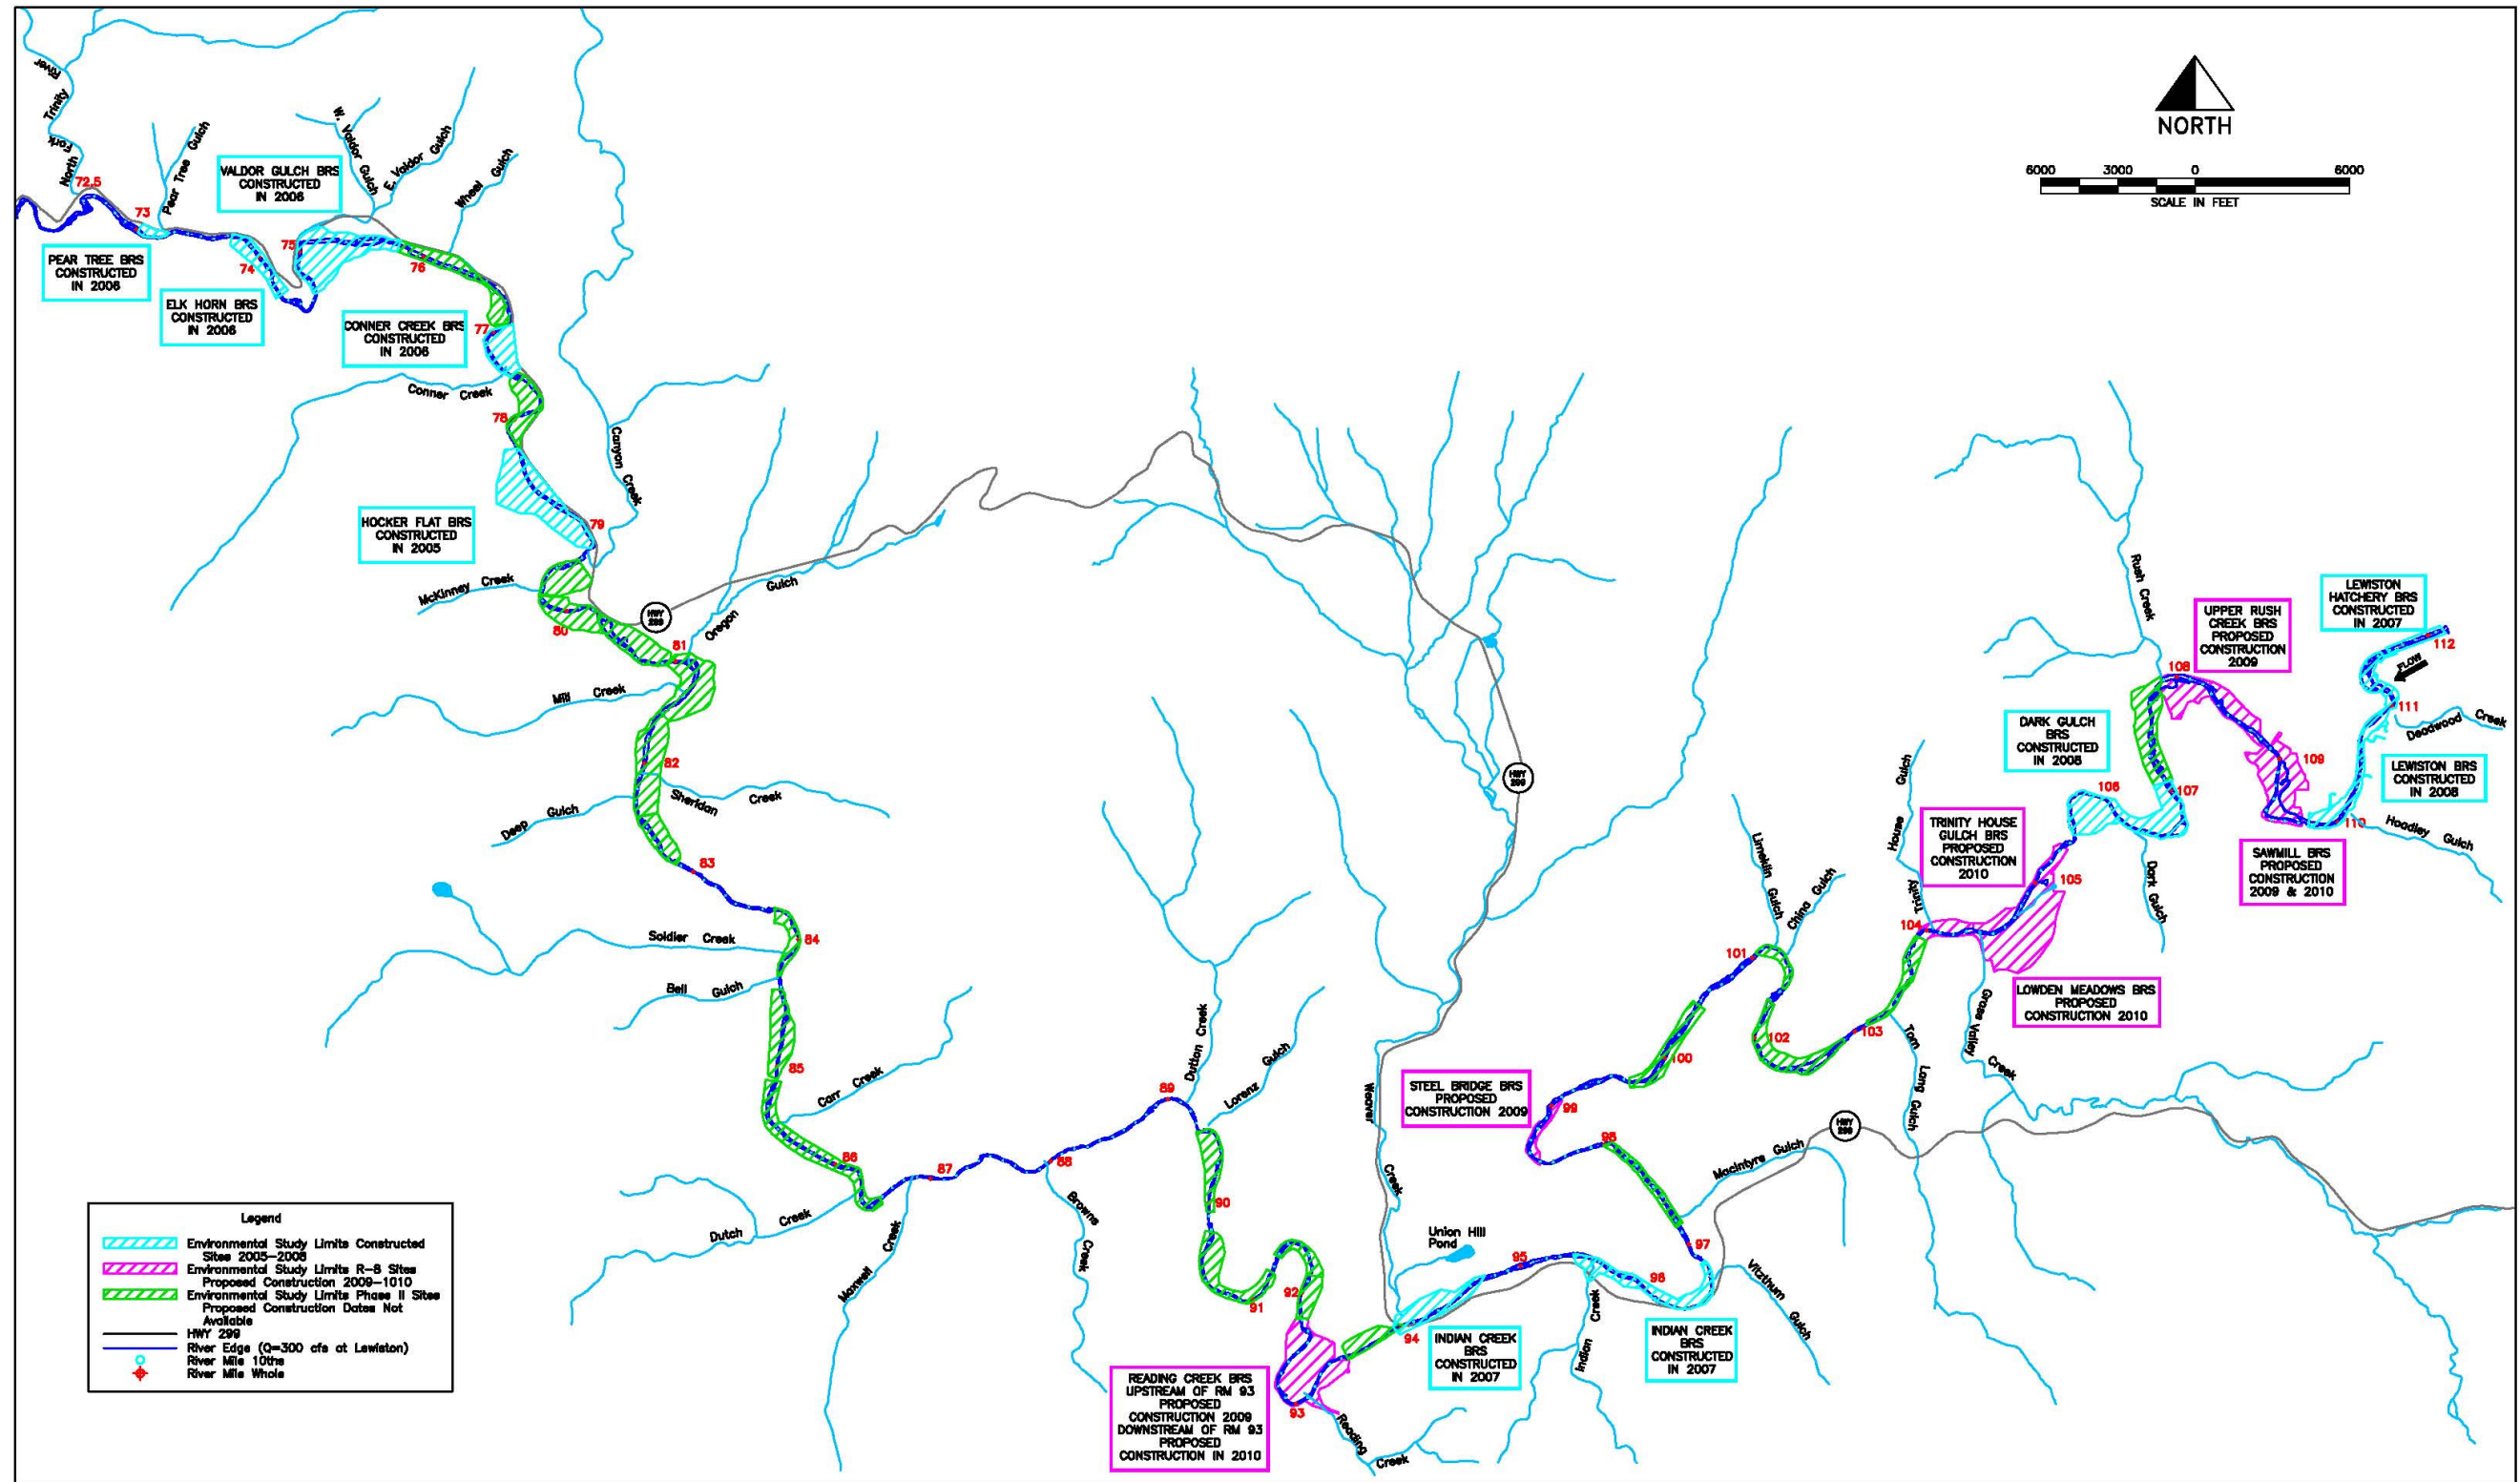 River
Trinity
Fork
North
72.5
73
Pear Tree Gulch
VALDOR GULCH BRS
CONSTRUCTED
IN 2006
W. Valdor Gulch
E. Valdor Gulch
Wheel Gulch
PEAR TREE BRS
CONSTRUCTED
IN 2006
74
75
76
ELK HORN BRS
CONSTRUCTED
IN 2006
CONNER CREEK BRS
CONSTRUCTED
IN 2006
77
Conner Creek
78
Canyon Creek
HOCKER FLAT BRS
CONSTRUCTED
IN 2005
79
McKinney Creek
80
HWY
299
81
Oregon Gulch
Mill Creek
82
Sheridan Creek
Deep Gulch
83
84
Soldier Creek
Bell Gulch
85
Carr Creek
86
87
88
89
Dutch Creek
Maxwell Creek
Browns Creek
Dutton Creek
Lorenz Gulch
90
91
92
93
94
READING CREEK BRS
UPSTREAM OF RM 93
PROPOSED
CONSTRUCTION 2009
DOWNSTREAM OF RM 93
PROPOSED
CONSTRUCTION IN 2010
Reading Creek
Weaver Creek
Union Hill
Pond
95
96
INDIAN CREEK
BRS
CONSTRUCTED
IN 2007
Indian Creek
INDIAN CREEK
BRS
CONSTRUCTED
IN 2007
Vitzthum Gulch
97
98
MacIntyre Gulch
HWY
299
STEEL BRIDGE BRS
PROPOSED
CONSTRUCTION 2009
99
100
101
102
103
Limekiln Gulch
China Gulch
HWY
299
Tom Lang Gulch
Grass Valley Creek
104
Trinity House Gulch
TRINITY HOUSE
GULCH BRS
PROPOSED
CONSTRUCTION
2010
105
LOWDEN MEADOWS BRS
PROPOSED
CONSTRUCTION 2010
106
Dark Gulch
107
DARK GULCH
BRS
CONSTRUCTED
IN 2008
Rush Creek
108
UPPER RUSH
CREEK BRS
PROPOSED
CONSTRUCTION
2009
109
110
SAWMILL BRS
PROPOSED
CONSTRUCTION
2009 & 2010
Hoadley Gulch
LEWISTON BRS
CONSTRUCTED
IN 2008
Deadwood Creek
111
FLOW
112
LEWISTON
HATCHERY BRS
CONSTRUCTED
IN 2007
NORTH
6000 3000 0 6000
SCALE IN FEET
Legend
Environmental Study Limits Constructed
Sites 2005-2008
Environmental Study Limits R-8 Sites
Proposed Construction 2009-1010
Environmental Study Limits Phase II Sites
Proposed Construction Dates Not
Available
HWY 299
River Edge (Q=300 cfs at Lewiston)
River Mile 10ths
River Mile Whole